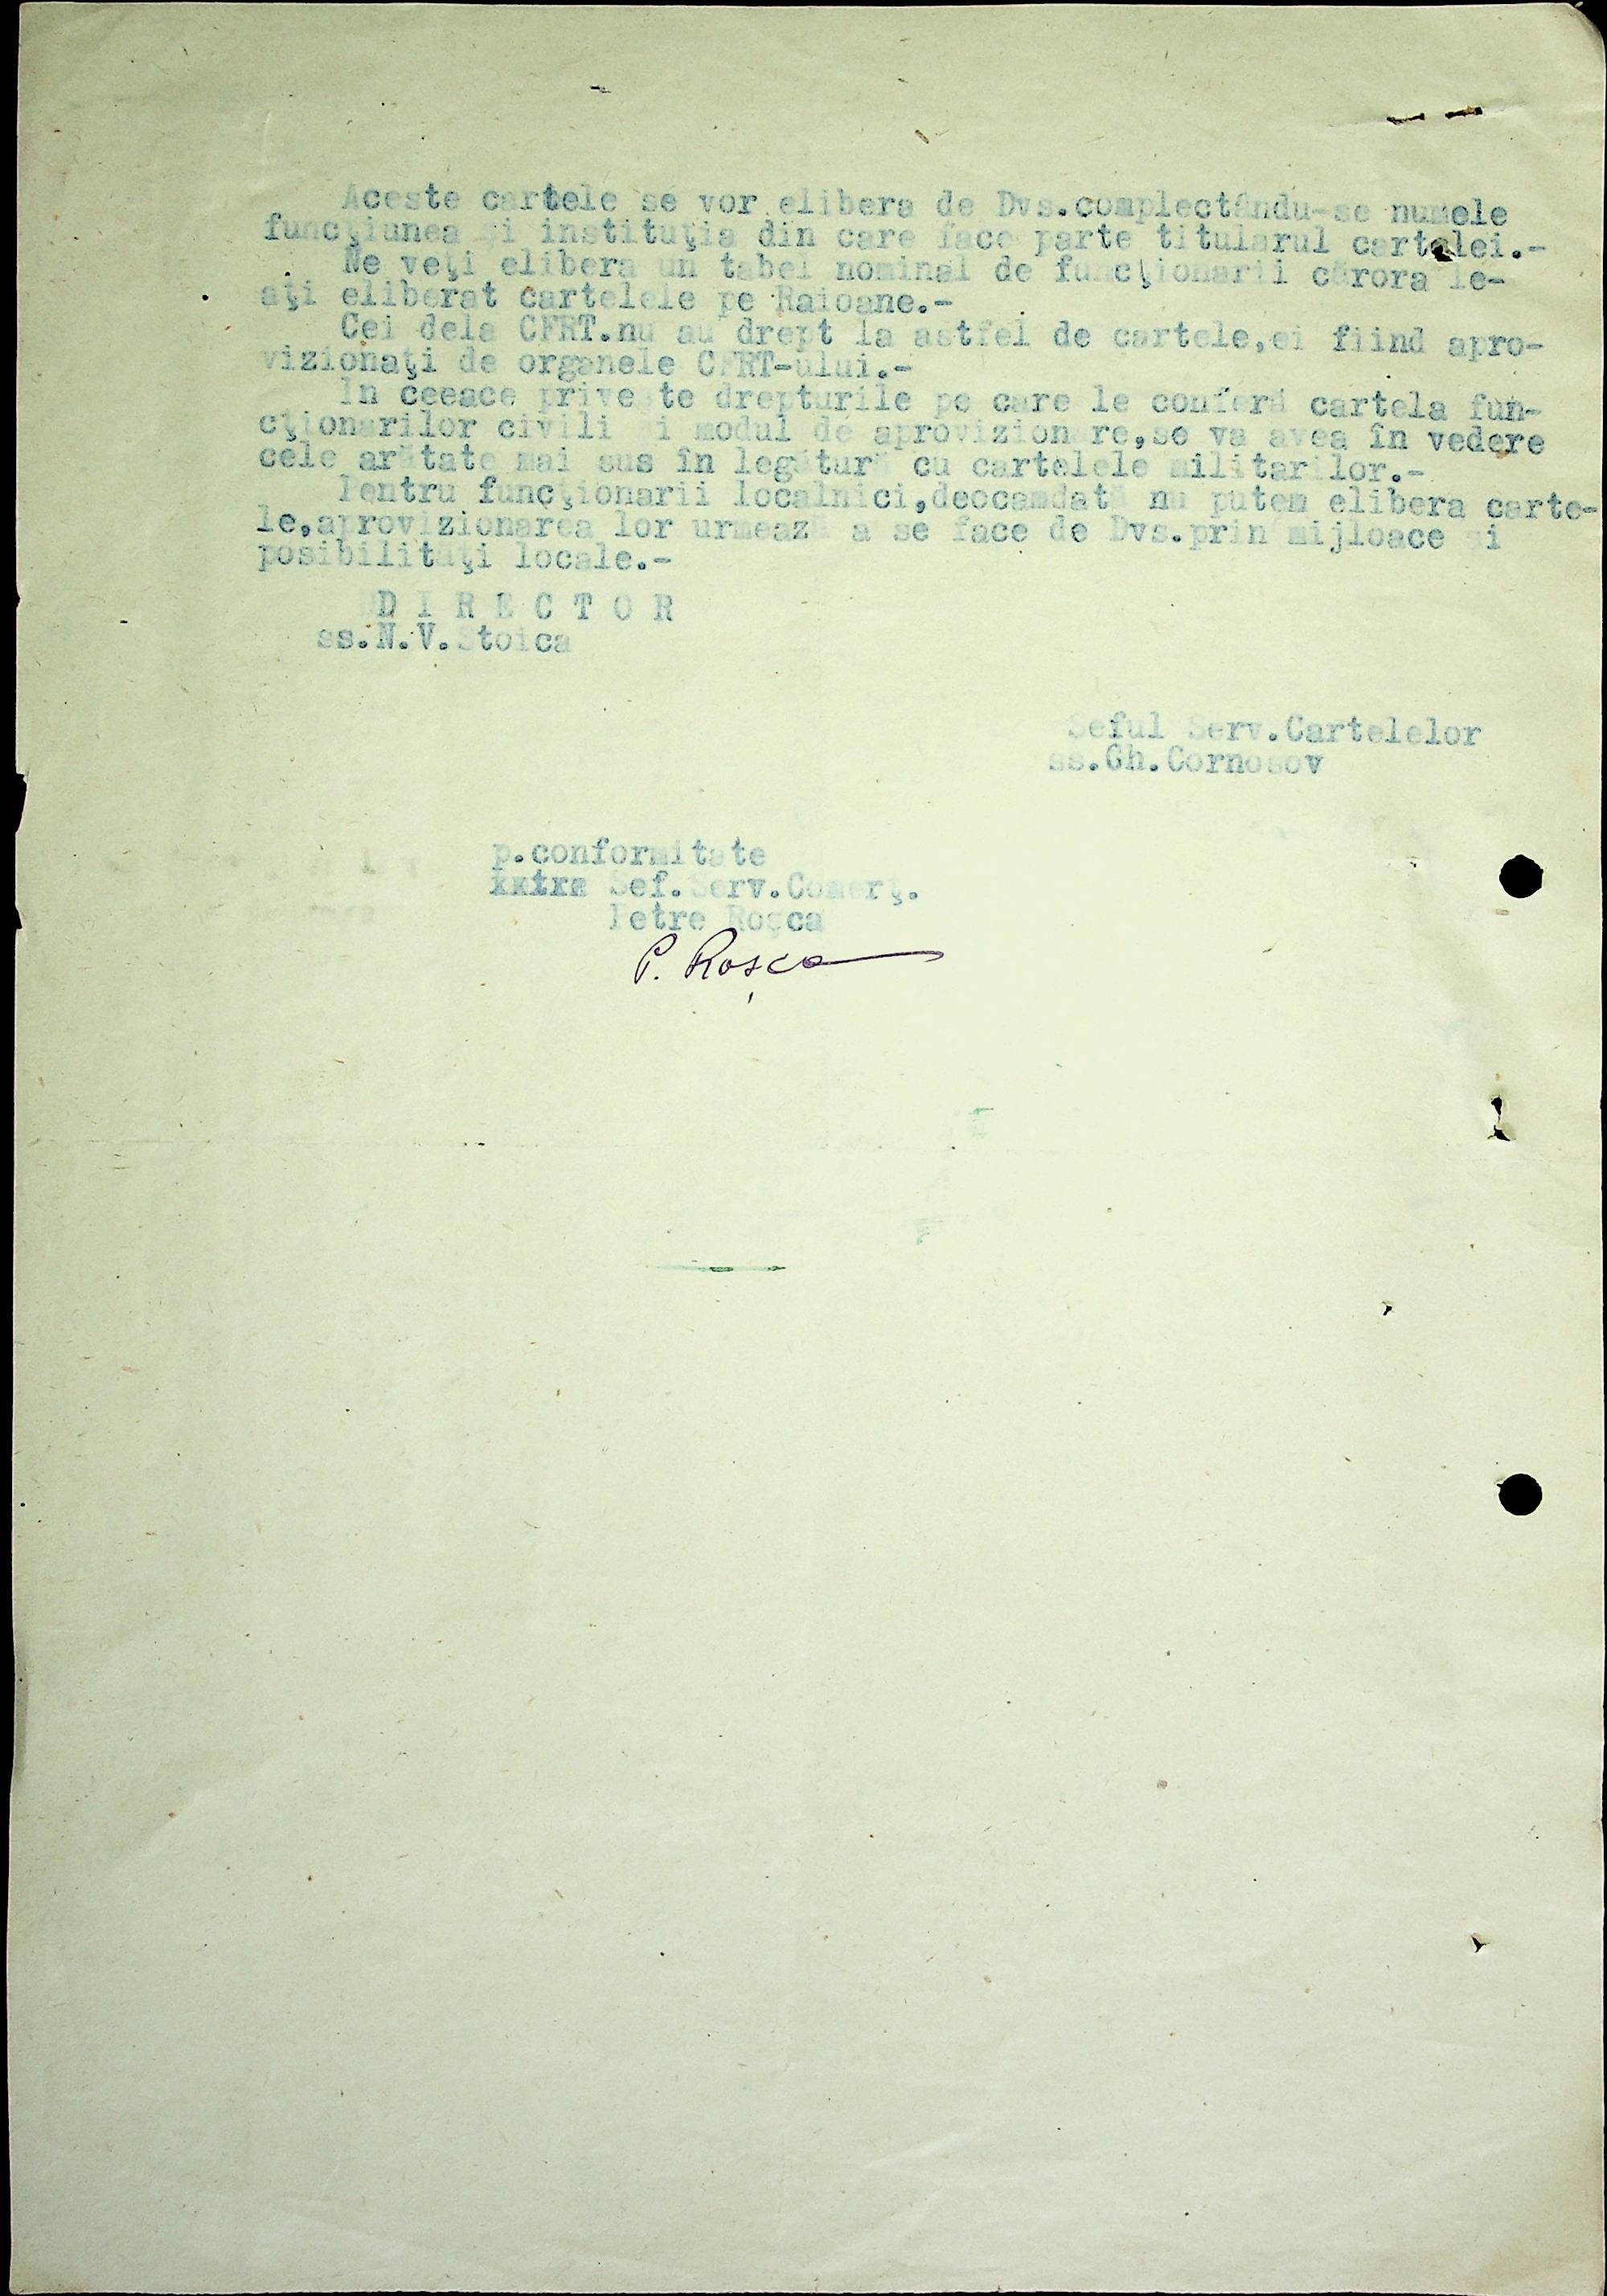 Aceste cartele se vor elibera de Dvs.complectându-se numele
funcţiunea şi instituţia din care face parte titularul cartelei.-
Ne veţi elibera un tabel nominal de funcţionarii cărora le-
aţi eliberat cartelele pe Raioane.-
Cei dela CFRT.nu au drept la astfel de cartele,ei fiind apro-
vizionaţi de organele CFRT-ului.-
In ceeace priveşte drepturile pe care le conferă cartela fun-
cţionarilor civili şi modul de aprovizionare,se va avea în vedere
cele arătate mai sus în legătură cu cartelele militarilor.-
Pentru funcţionarii localnici,deocamdată nu putem elibera carte-
le,aprovizionarea lor urmează a se face de Dvs.prin mijloace şi
posibilităţi locale.-
D I R E C T O R
ss.N.V.Stoica
Seful Serv.Cartelelor
ss.Gh.Cornosov
p.conformitate
Sef.Serv.Comerţ.
Petre Roşca
P. Roşca